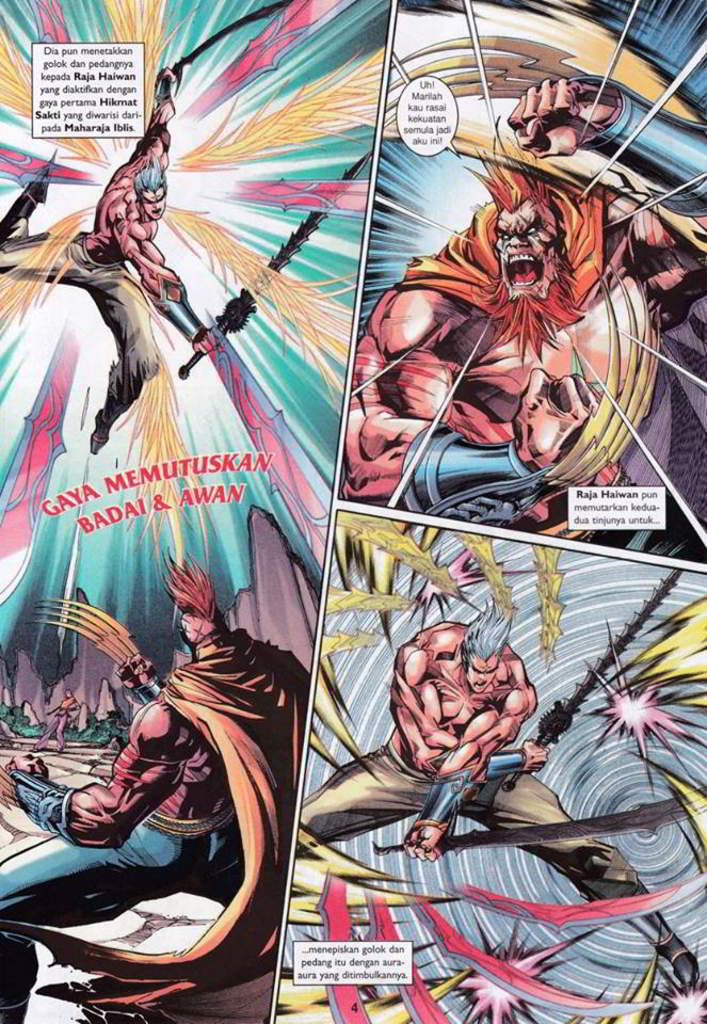 Dia pun menetakkan
golok dan pedangnya
kepada Raja Haiwan
yang diaktifkan dengan
gaya pertama Hikmat
Sakti yang diwarisi dari-
pada Maharaja Iblis.
GAYA MEMUTUSKAN
BADAI & AWAN
Uh!
Marilah
kau rasai
kekuatan
semula jadi
aku ini!
Raja Haiwan pun
memutarkan kedua-
dua tinjunya untuk...
...menepiskan golok dan
pedang itu dengan aura-
aura yang ditimbulkannya.
4